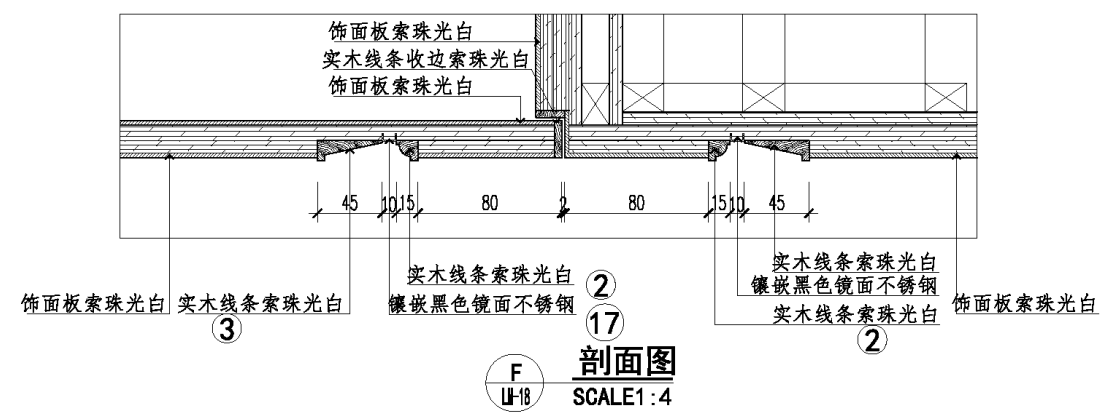 饰面板索珠光白
实木线条收边索珠光白
饰面板索珠光白
45 10 15 80 2 80 15 10 45
实木线条索珠光白 ②
实木线条索珠光白
镶嵌黑色镜面不锈钢
饰面板索珠光白 实木线条索珠光白 镶嵌黑色镜面不锈钢 饰面板索珠光白
③ ⑰ 实木线条索珠光白
②
F 剖面图
LM-18 SCALE1:4